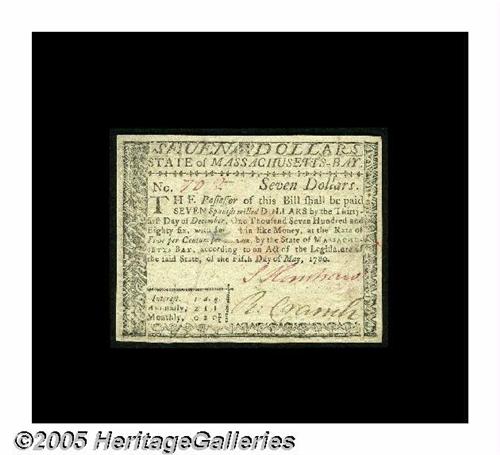 SEVEN DOLLARS
STATE of MASSACHUSETTS-BAY.
No. Seven Dollars.
THE Possessor of this Bill shall be paid
SEVEN Spanish milled DOLLARS by the Thirty-
first Day of December, One Thousand Seven Hundred and
Eighty six, with in like Money, at the Rate of
Five per Centum per by the State of MASSACHU-
SETTS BAY, according to an Act of the Legislature of
the said State, of the Fifth Day of May, 1780.
R. Cranch
Interest. s. d. q.
Annually,
Monthly,
©2005 HeritageGalleries